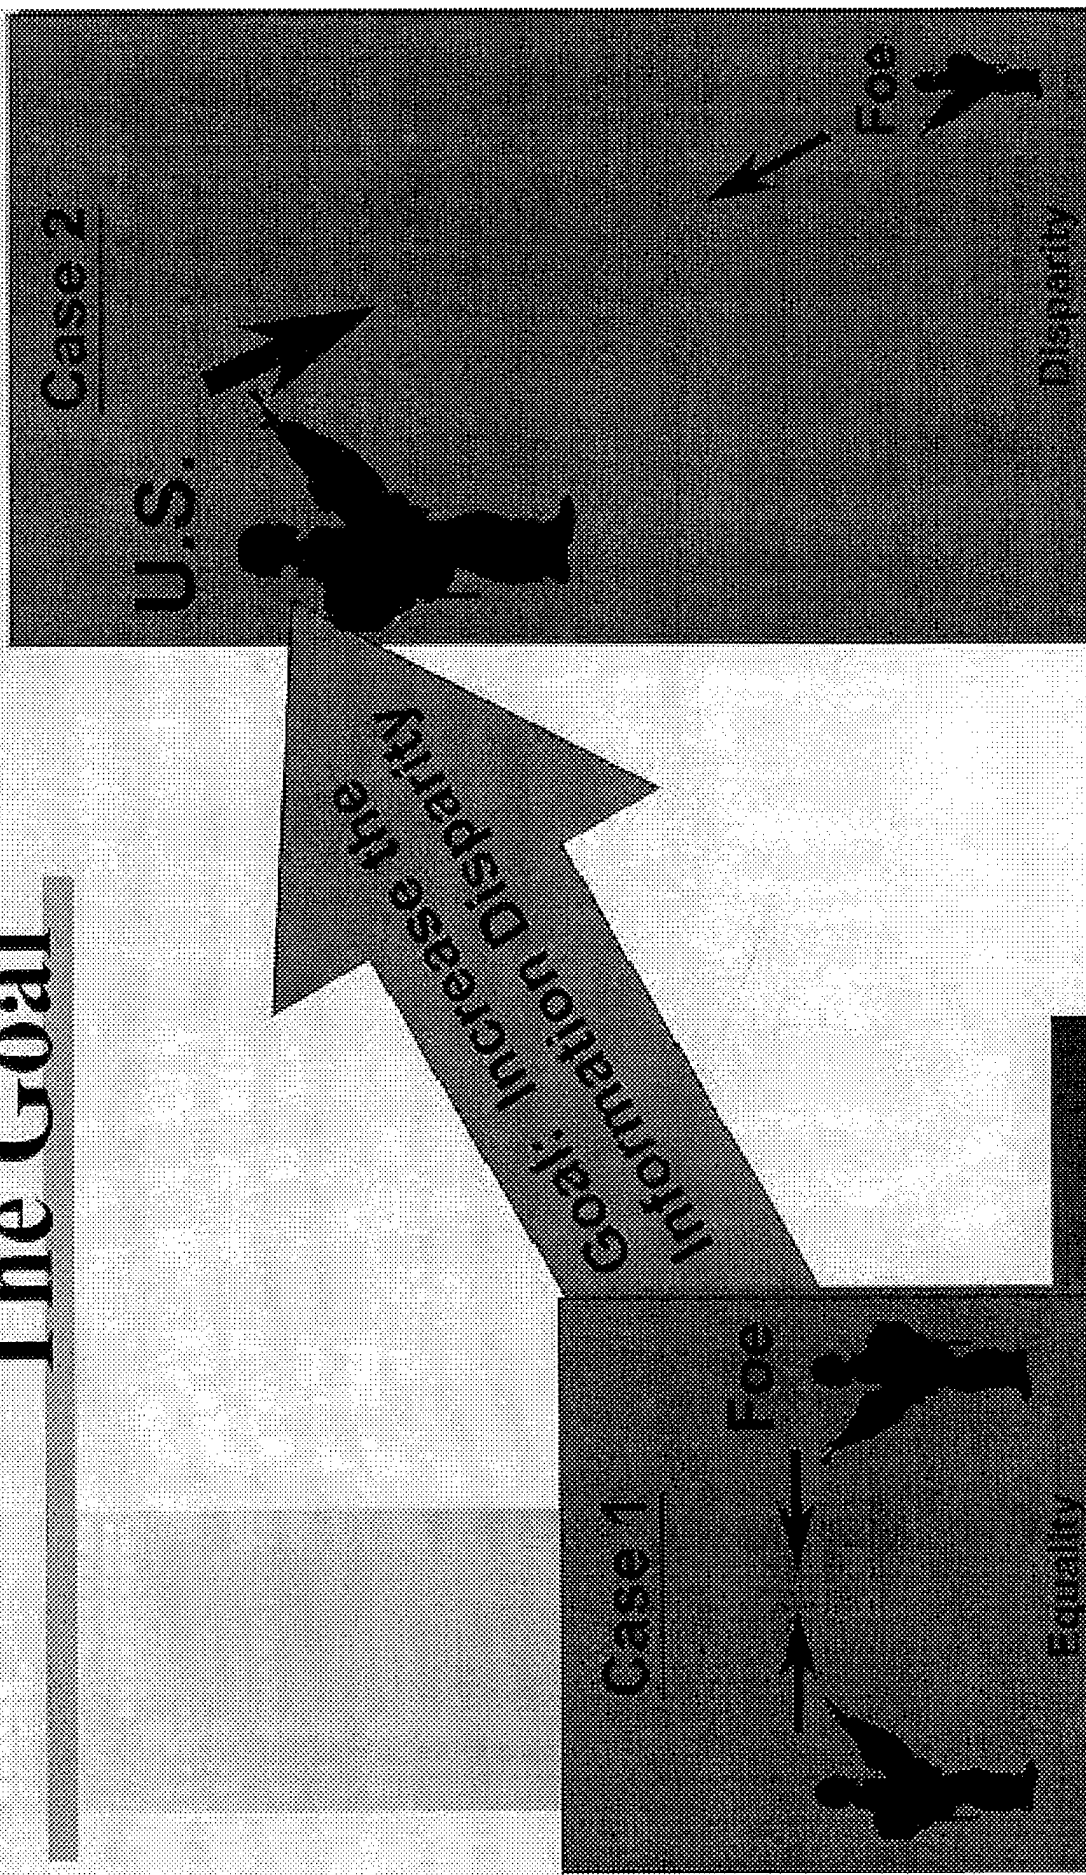 The Goal
Case 1
Foe
Equality
Goal: Increase the
Information Disparity
Case 2
U.S.
Foe
Disparity